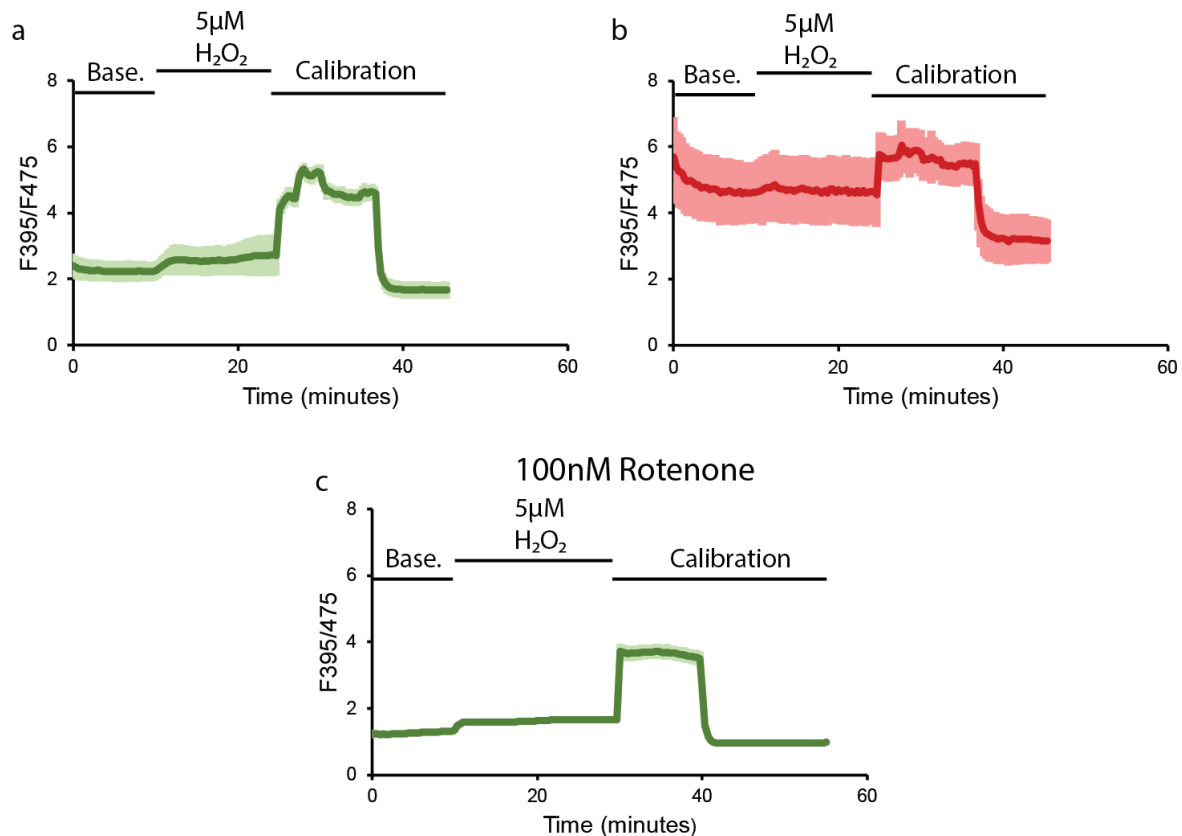 a
5µM
H₂O₂
Base.
Calibration
8
6
4
2
0
F395/F475
0
20
40
60
Time (minutes)
b
5µM
H₂O₂
Base.
Calibration
8
6
4
2
0
F395/F475
0
20
40
60
Time (minutes)
100nM Rotenone
c
5µM
H₂O₂
Base.
Calibration
8
6
4
2
0
F395/475
0
20
40
60
Time (minutes)